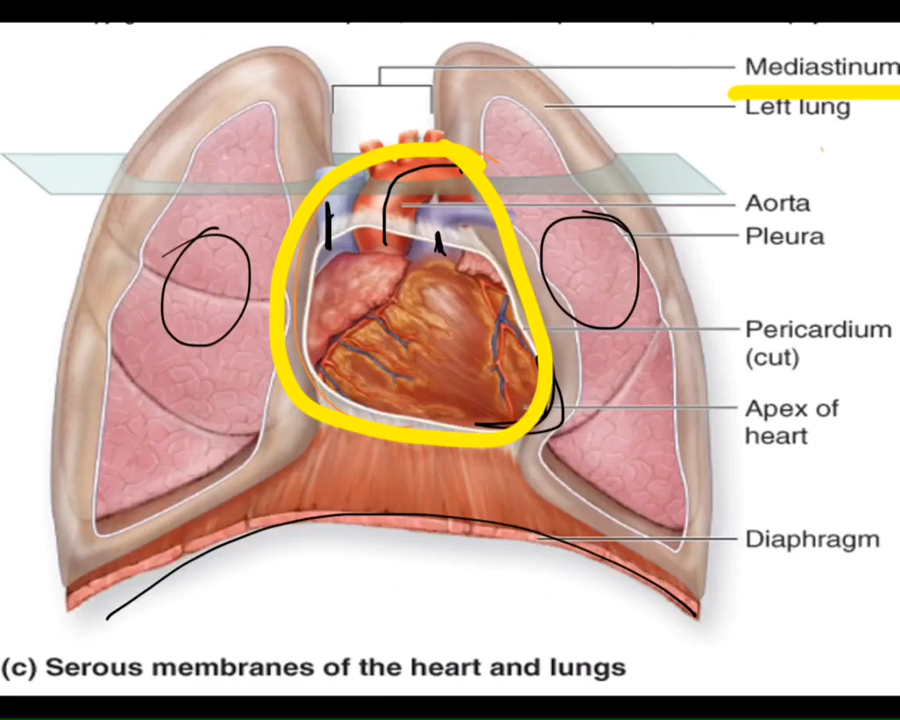 Mediastinum
Left lung
Aorta
Pleura
Pericardium
(cut)
Apex of
heart
Diaphragm
(c) Serous membranes of the heart and lungs